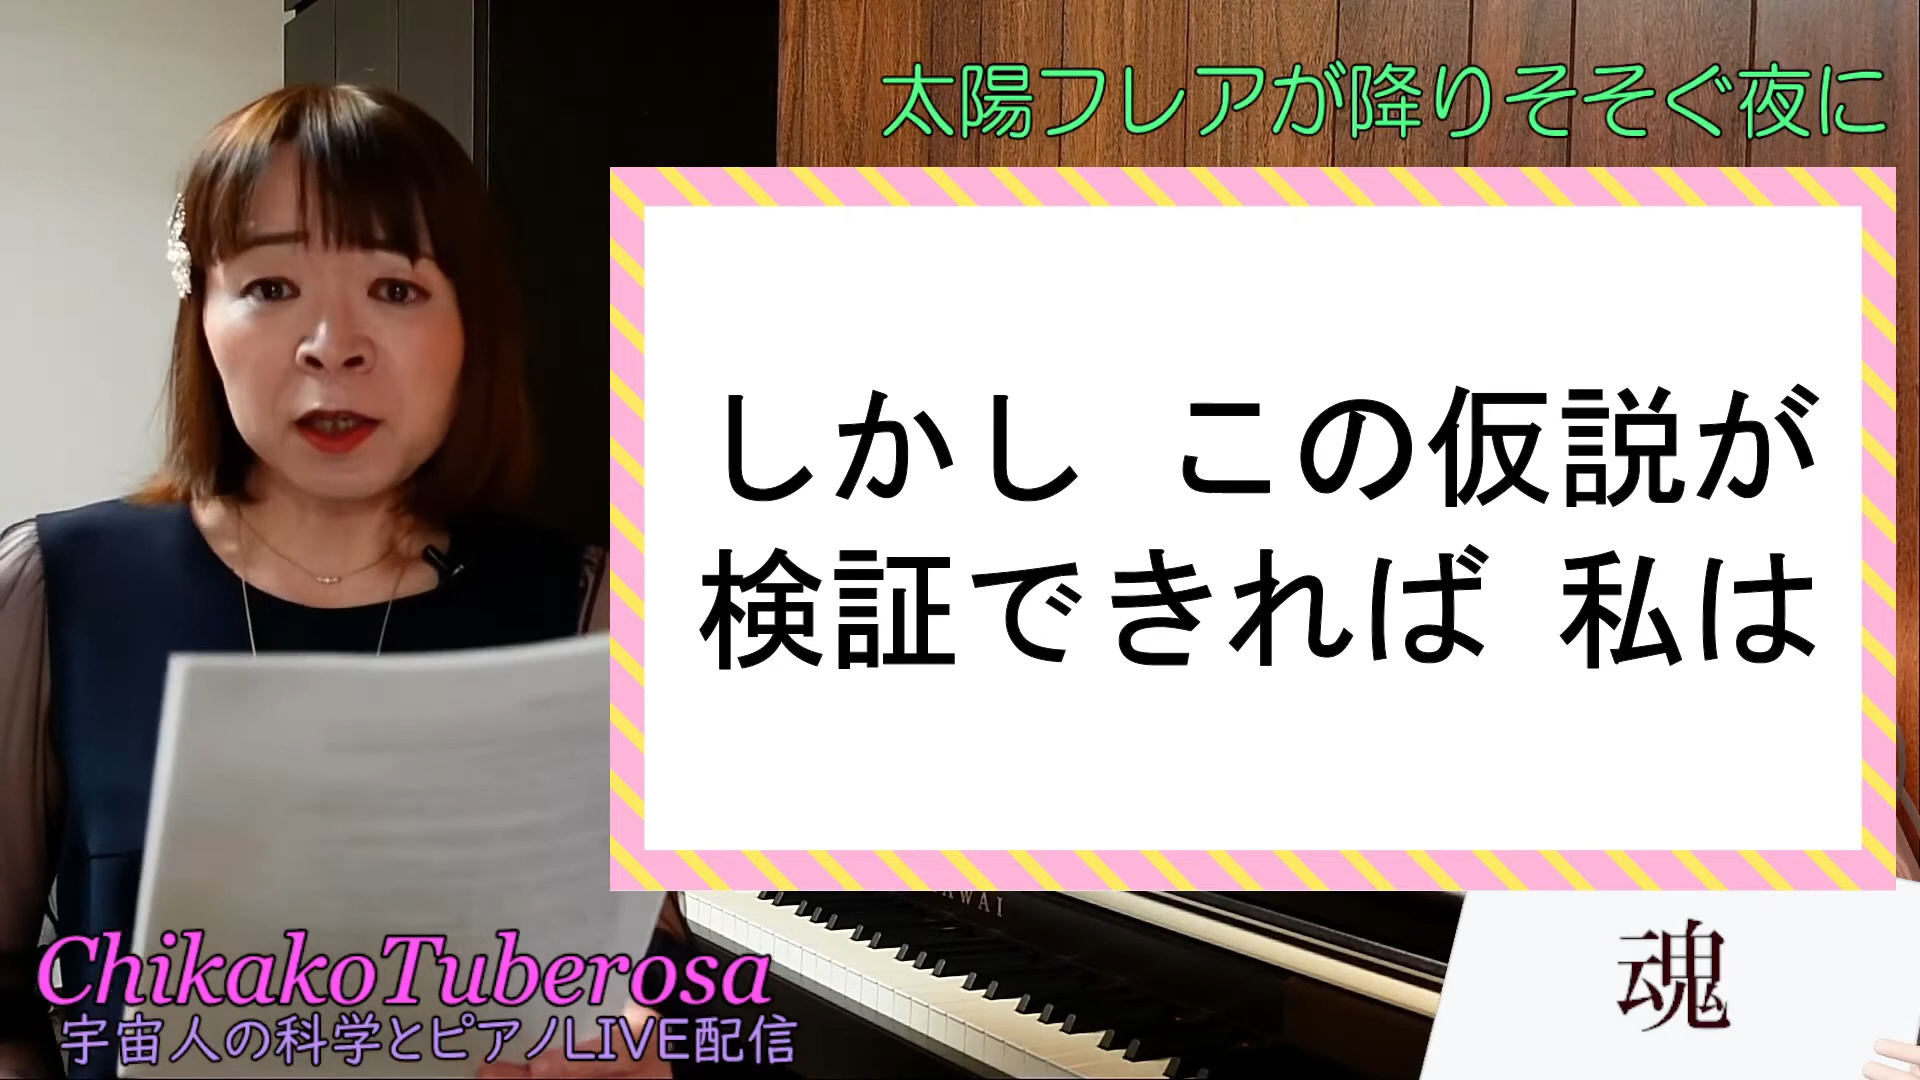 太陽フレアが降りそそぐ夜に
しかし この仮説が
検証できれば 私は
ChikakoTuberosa
宇宙人の科学とピアノLIVE配信
魂